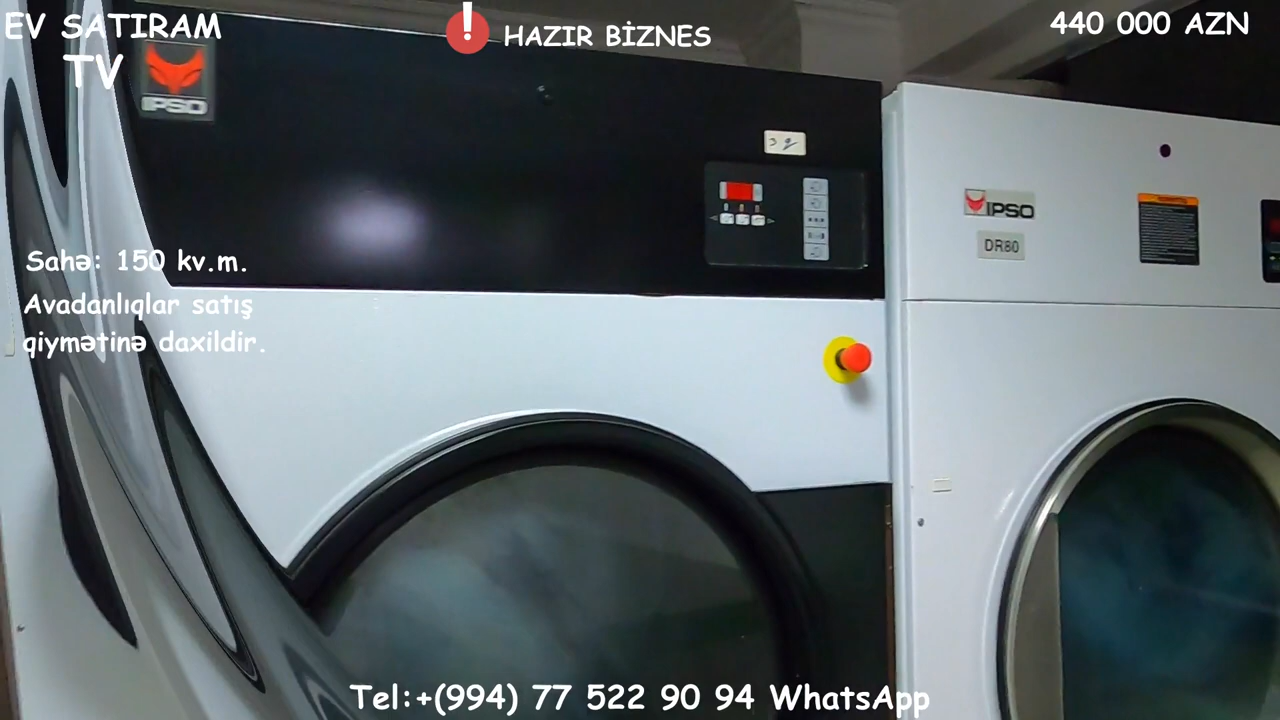 EV SATIRAM
TV
HAZIR BİZNES
440 000 AZN
IPSO
IPSO
DR80
Sahə: 150 kv.m.
Avadanlıqlar satış
qiymətinə daxildir.
Tel:+(994) 77 522 90 94 WhatsApp